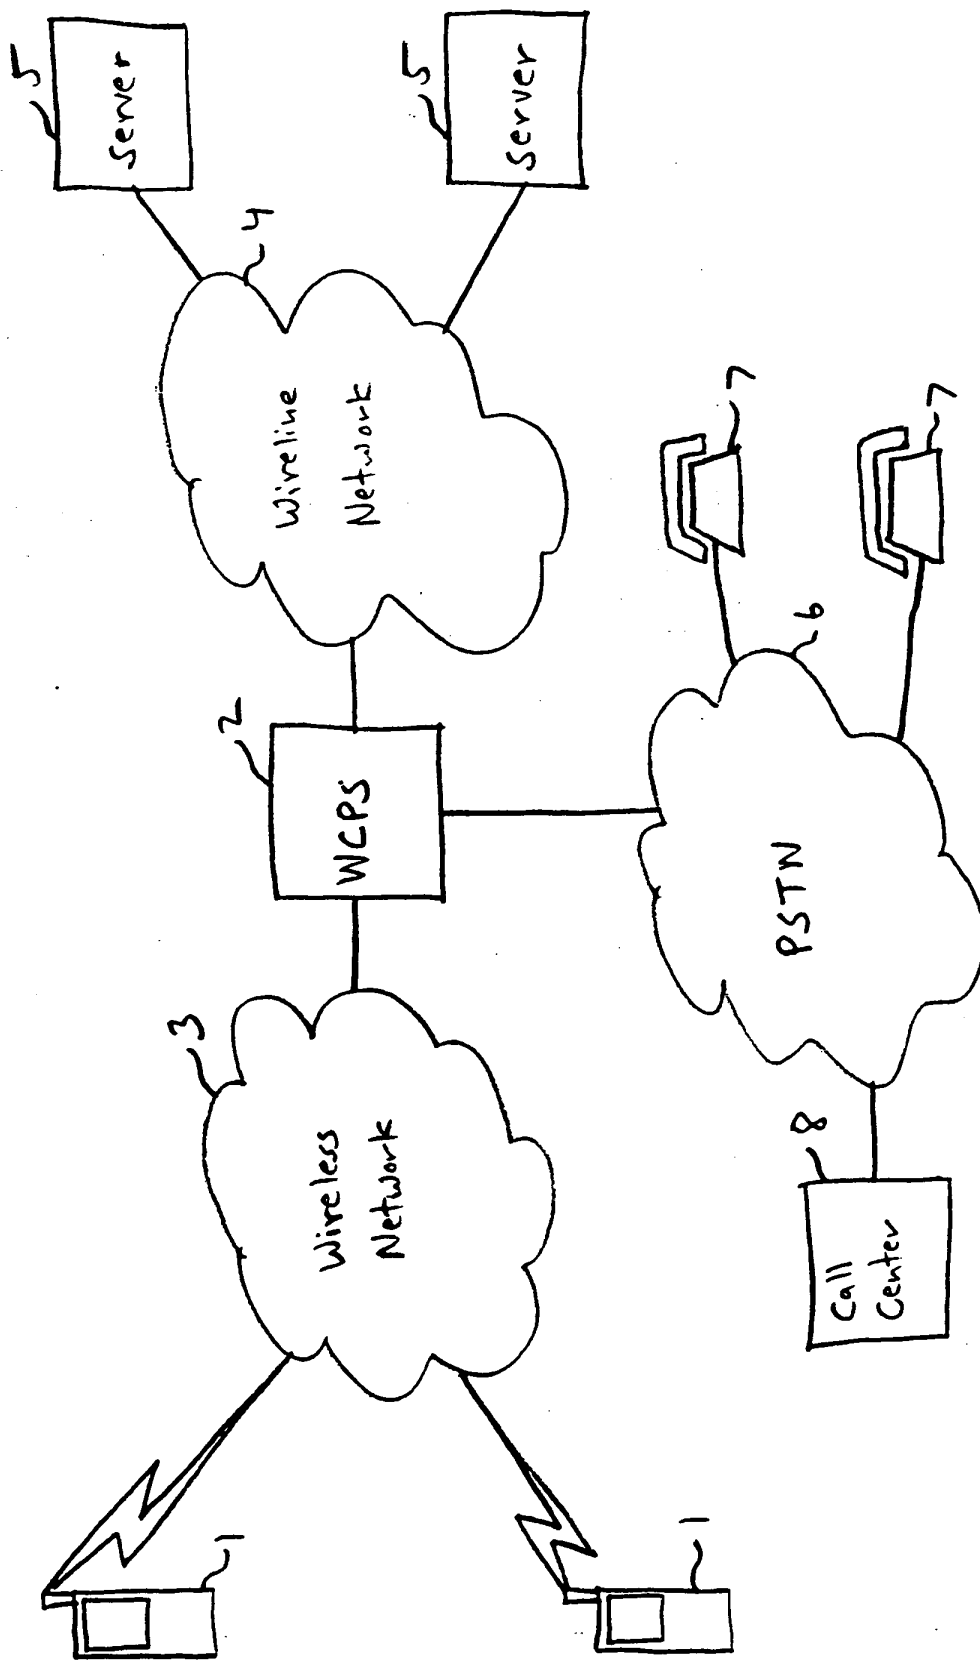 1
1
3
Wireless
Network
2
WCPS
4
Wireline
Network
5
Server
5
Server
6
PSTN
7
7
8
Call
Center